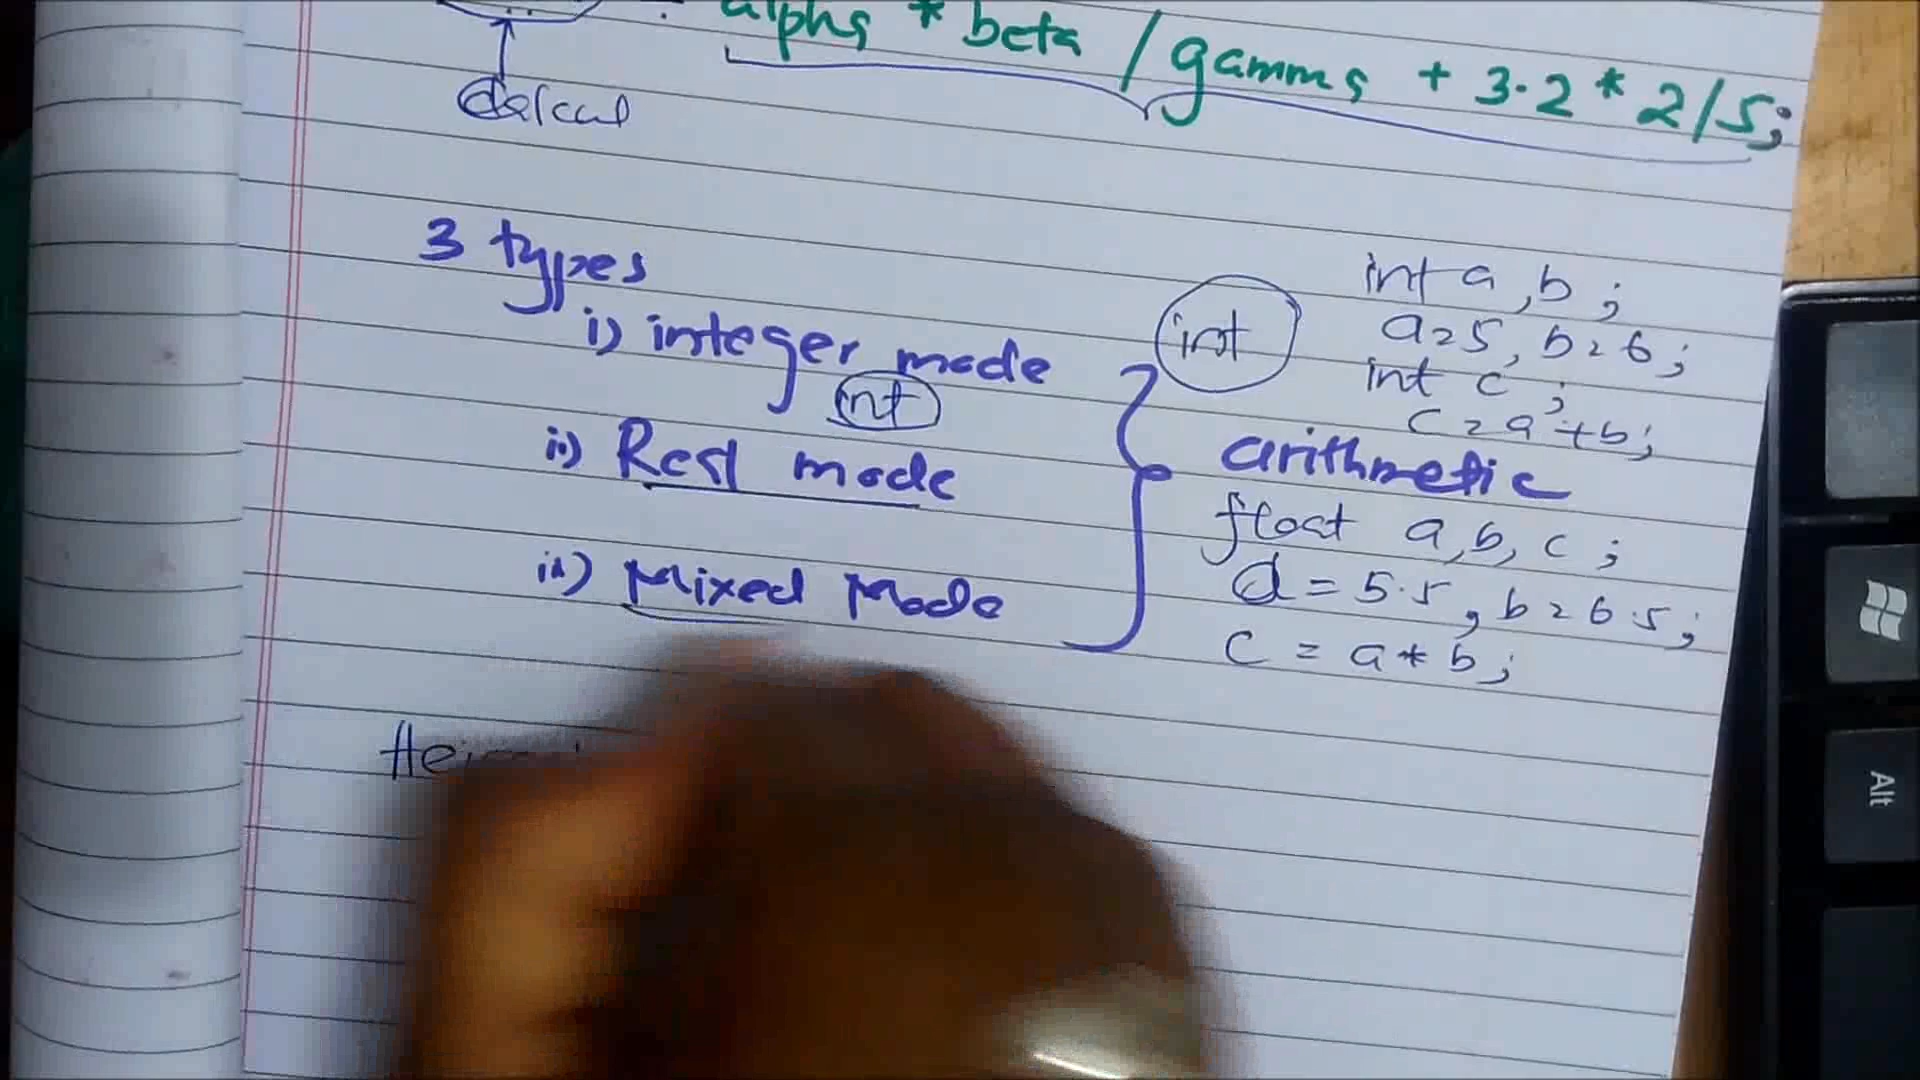 alpha * beta / gamma + 3.2 * 2/5;
3 types
i) integer mode
int
ii) Real mode
iii) Mixed Mode
int
int a, b;
a=5, b=6;
int c;
c=a+b;
arithmetic
float a, b, c;
a=5.5, b=6.5;
c = a * b;
Alt